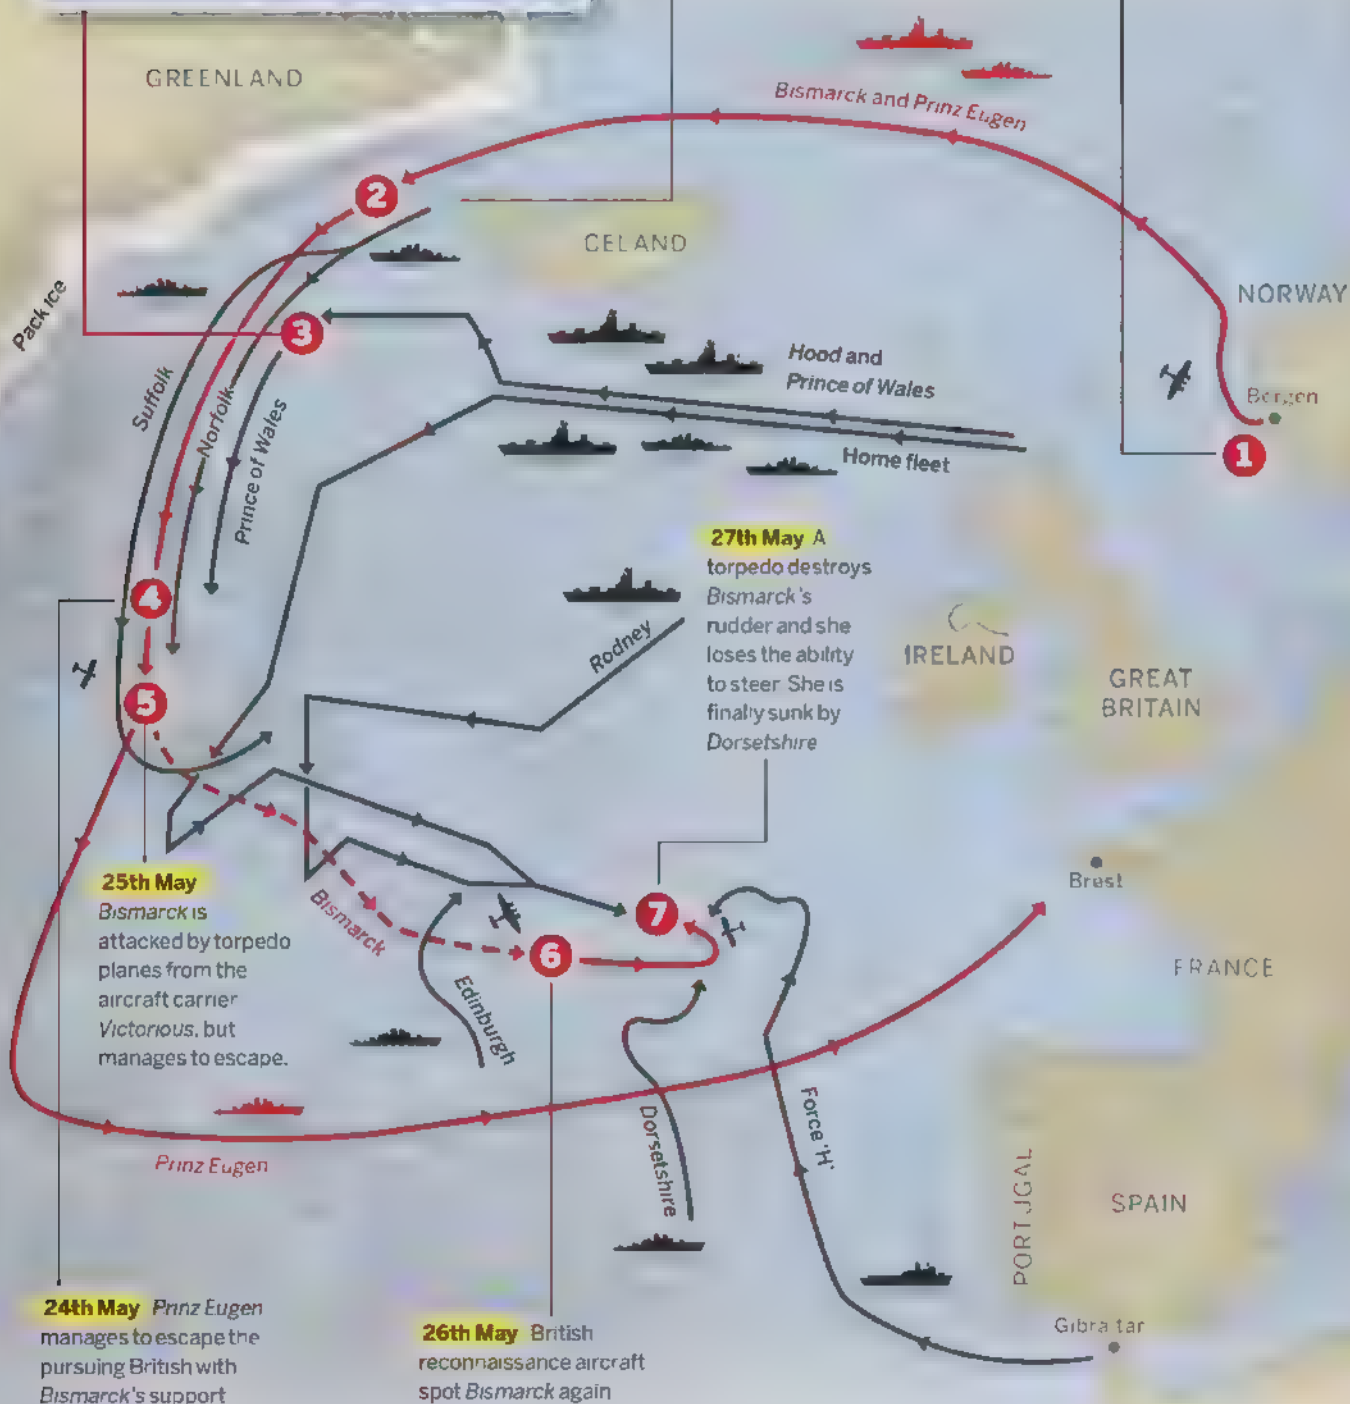 GREENLAND
Bismarck and Prinz Eugen
2
CELAND
NORWAY
Pack ice
3
Hood and
Prince of Wales
Bergen
Suffolk
Norfolk
Prince of Wales
Home fleet
1
27th May A
torpedo destroys
Bismarck's
rudder and she
loses the ability
to steer She is
finally sunk by
Dorsetshire
4
Rodney
IRELAND
GREAT
BRITAIN
5
Brest
25th May
Bismarck is
attacked by torpedo
planes from the
aircraft carrier
Victorious, but
manages to escape.
Bismarck
7
6
FRANCE
Edinburgh
Prinz Eugen
Dorsetshire
Force 'H'
PORTUGAL
SPAIN
24th May Prinz Eugen
manages to escape the
pursuing British with
Bismarck's support
26th May British
reconnaissance aircraft
spot Bismarck again
Gibraltar